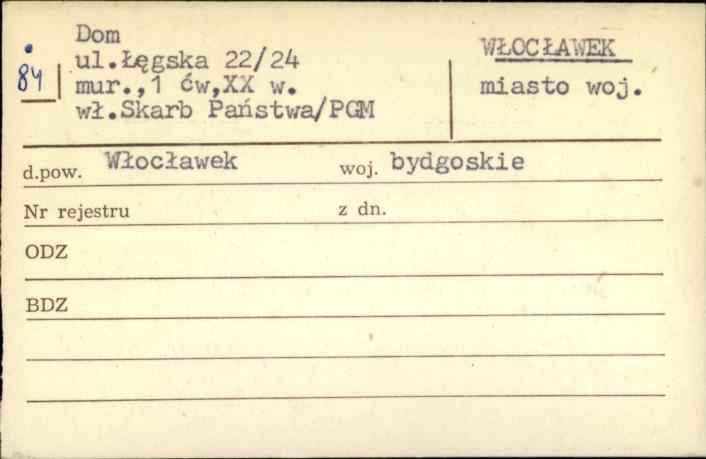 84
Dom
ul.Łęgska 22/24
mur.,1 ćw,XX w.
wł.Skarb Państwa/PGM
WŁOCŁAWEK
miasto woj.
d.pow. Włocławek woj. bydgoskie
Nr rejestru z dn.
ODZ
BDZ